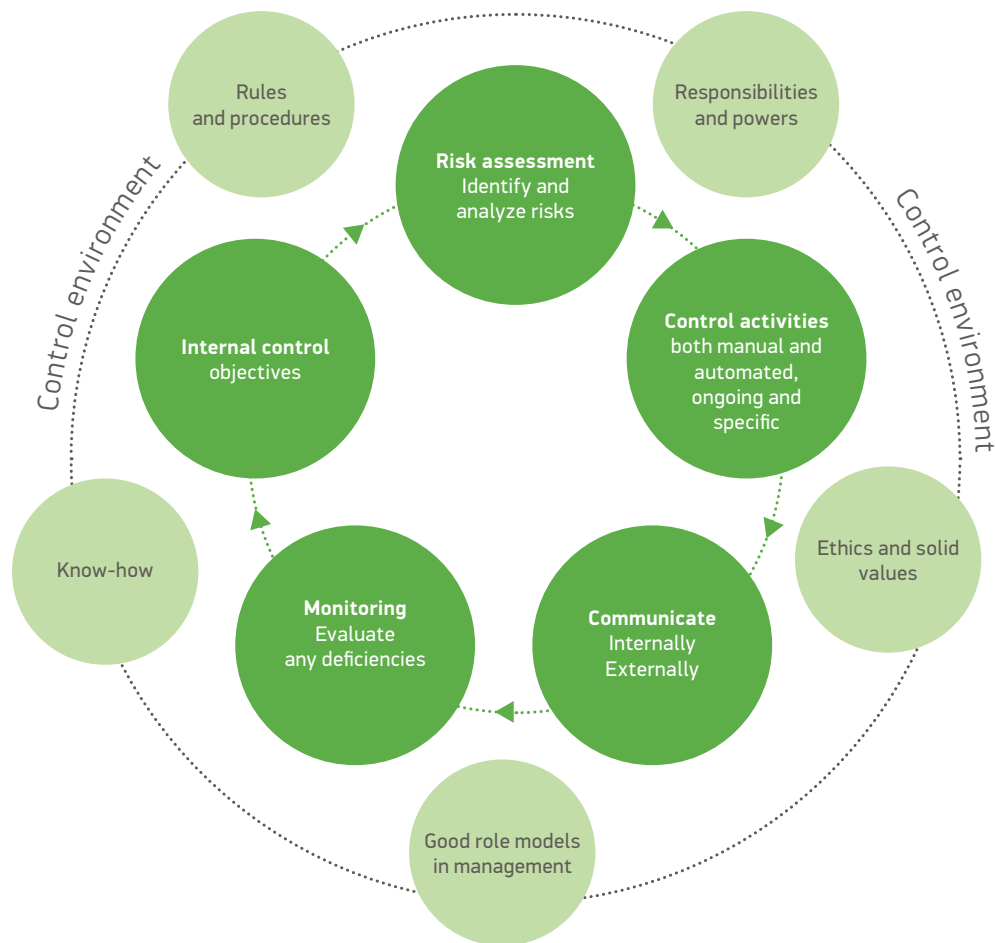 Rules
and procedures
Responsibilities
and powers
Control environment
Control environment
Risk assessment
Identify and
analyze risks
Internal control
objectives
Control activities
both manual and
automated,
ongoing and
specific
Know-how
Ethics and solid
values
Monitoring
Evaluate
any deficiencies
Communicate
Internally
Externally
Good role models
in management